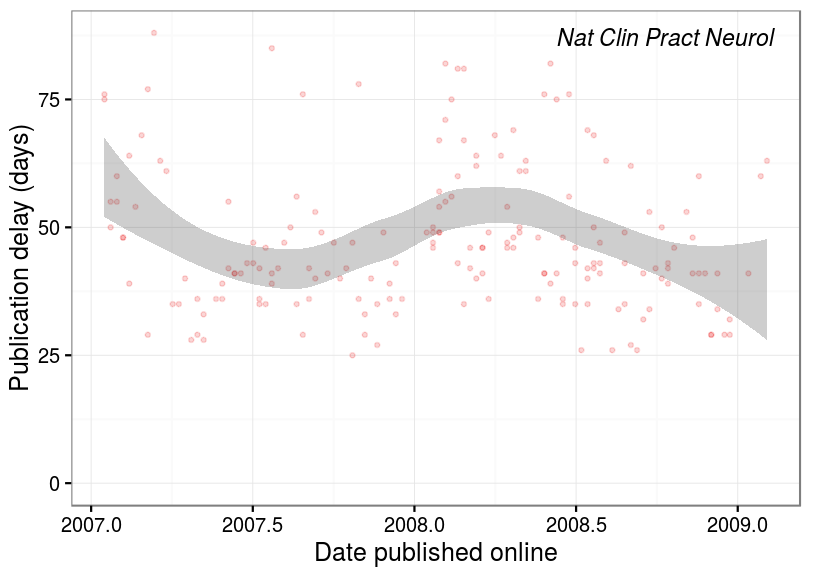 Nat Clin Pract Neurol
Publication delay (days)
75
50
25
0
2007.0 2007.5 2008.0 2008.5 2009.0
Date published online